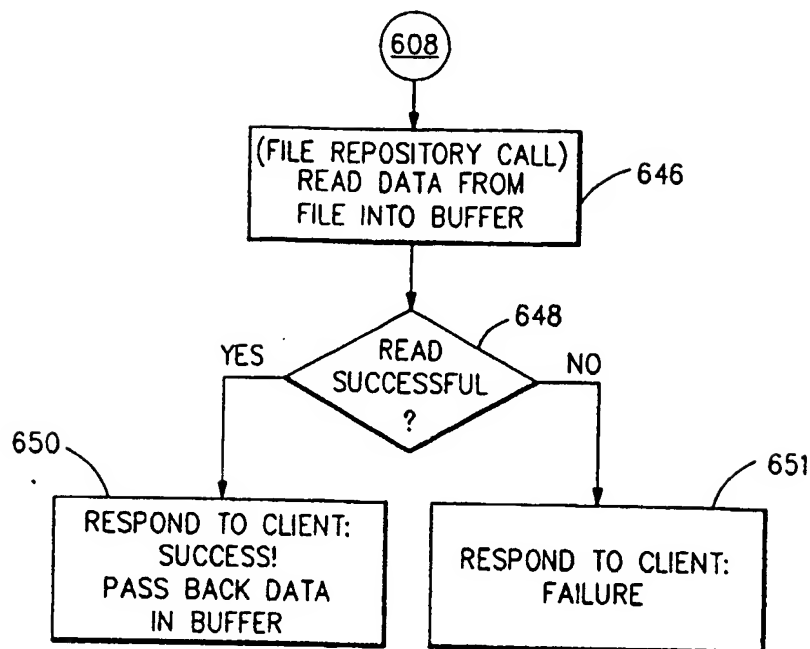 608
(FILE REPOSITORY CALL)
READ DATA FROM
FILE INTO BUFFER
646
648
READ
SUCCESSFUL
?
YES
NO
650
651
RESPOND TO CLIENT:
SUCCESS!
PASS BACK DATA
IN BUFFER
RESPOND TO CLIENT:
FAILURE